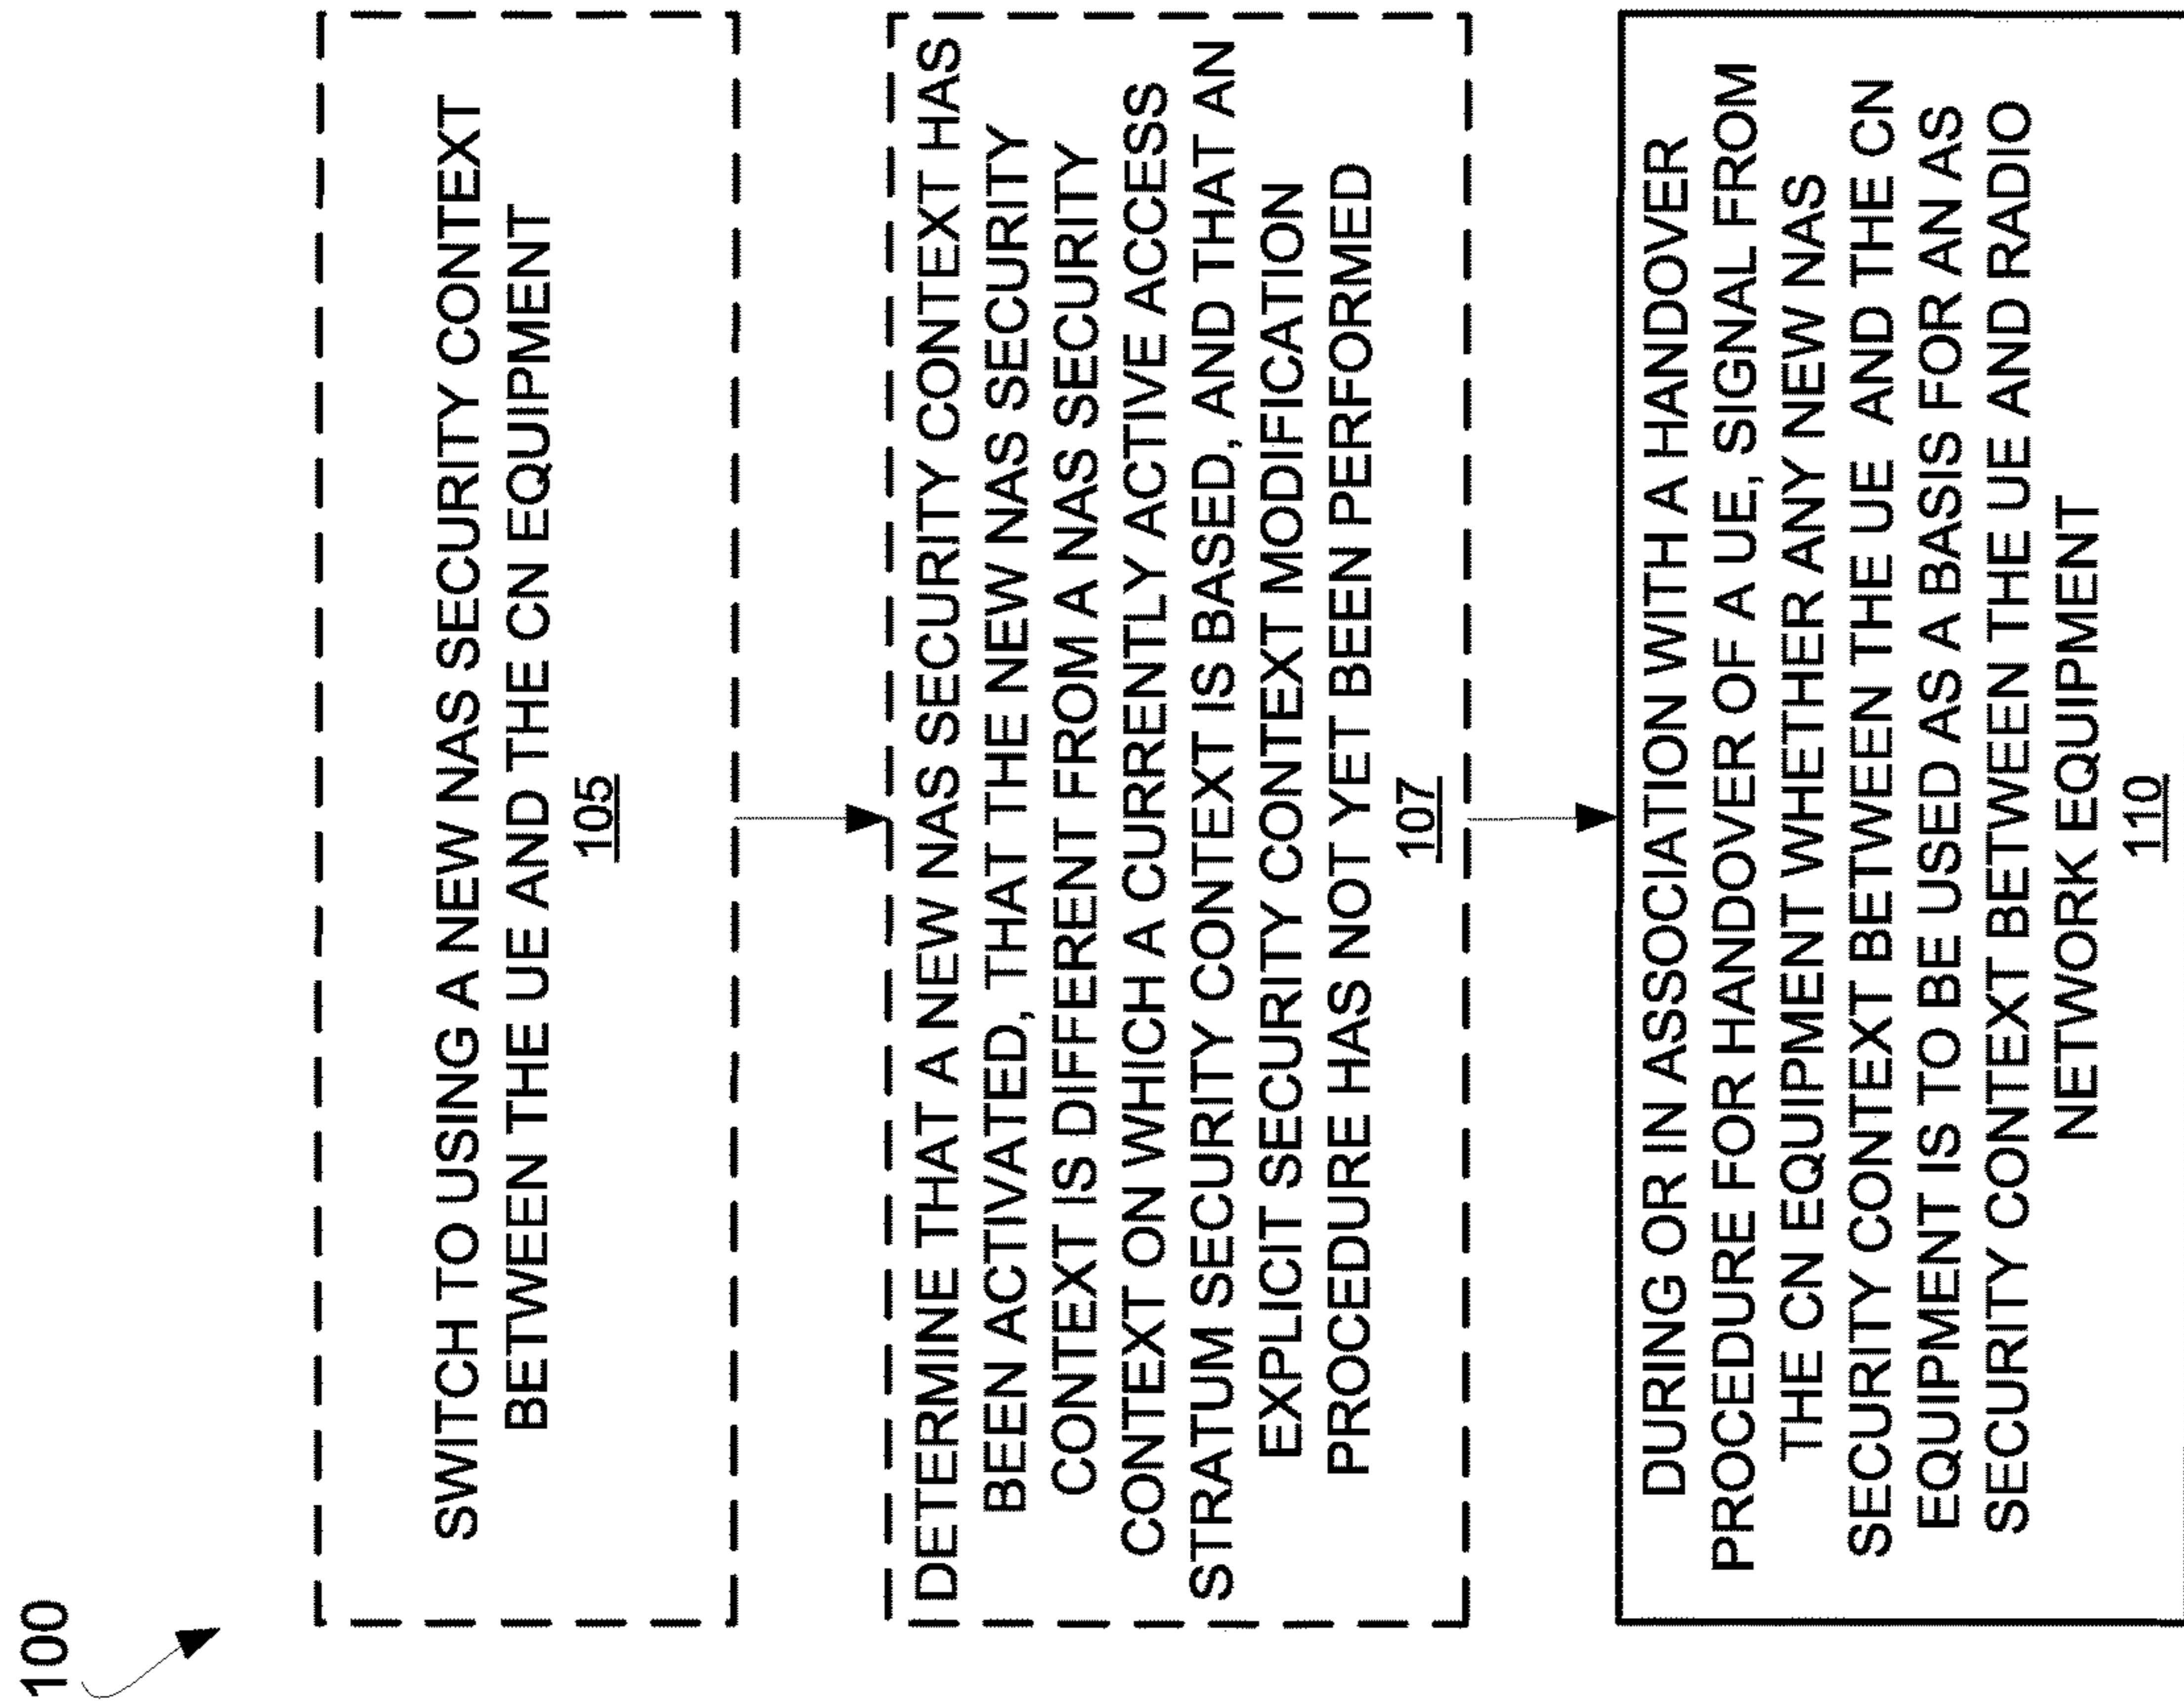 100
SWITCH TO USING A NEW NAS SECURITY CONTEXT
BETWEEN THE UE AND THE CN EQUIPMENT
105
DETERMINE THAT A NEW NAS SECURITY CONTEXT HAS
BEEN ACTIVATED, THAT THE NEW NAS SECURITY
CONTEXT IS DIFFERENT FROM A NAS SECURITY
CONTEXT ON WHICH A CURRENTLY ACTIVE ACCESS
STRATUM SECURITY CONTEXT IS BASED, AND THAT AN
EXPLICIT SECURITY CONTEXT MODIFICATION
PROCEDURE HAS NOT YET BEEN PERFORMED
107
DURING OR IN ASSOCIATION WITH A HANDOVER
PROCEDURE FOR HANDOVER OF A UE, SIGNAL FROM
THE CN EQUIPMENT WHETHER ANY NEW NAS
SECURITY CONTEXT BETWEEN THE UE AND THE CN
EQUIPMENT IS TO BE USED AS A BASIS FOR AN AS
SECURITY CONTEXT BETWEEN THE UE AND RADIO
NETWORK EQUIPMENT
110